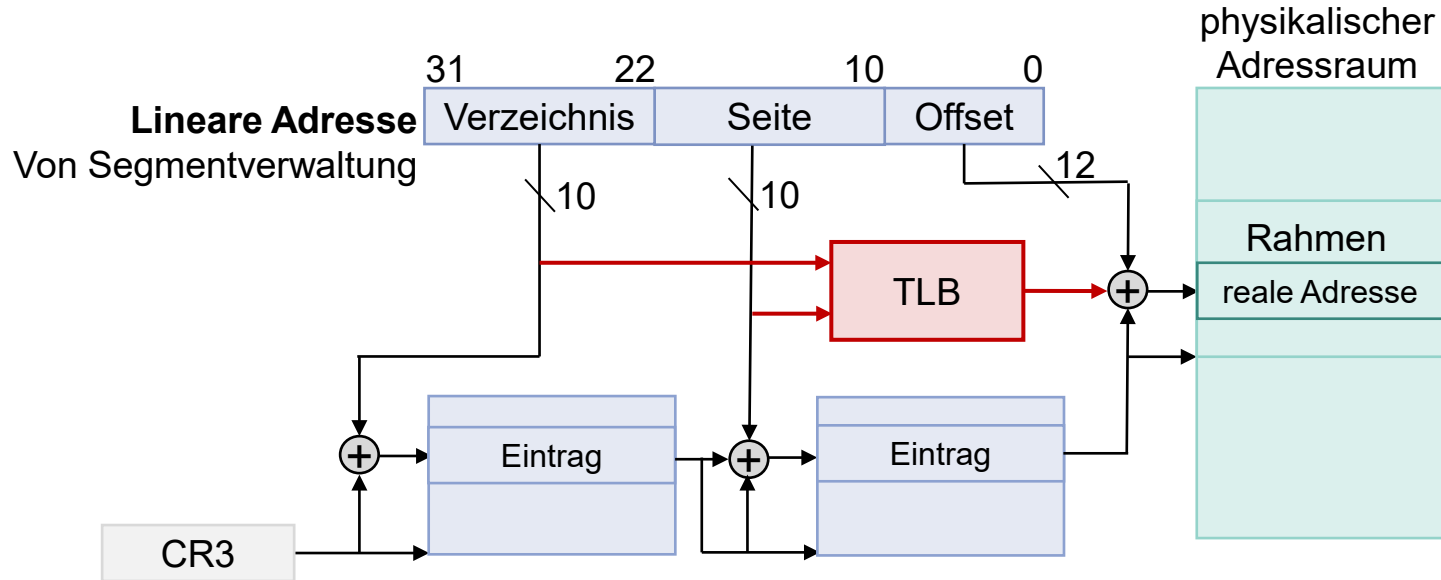 physikalischer
Adressraum
31 22 10 0
Lineare Adresse
Von Segmentverwaltung
Verzeichnis Seite Offset
10 10 12
TLB
+
Rahmen
reale Adresse
+ Eintrag + Eintrag
CR3